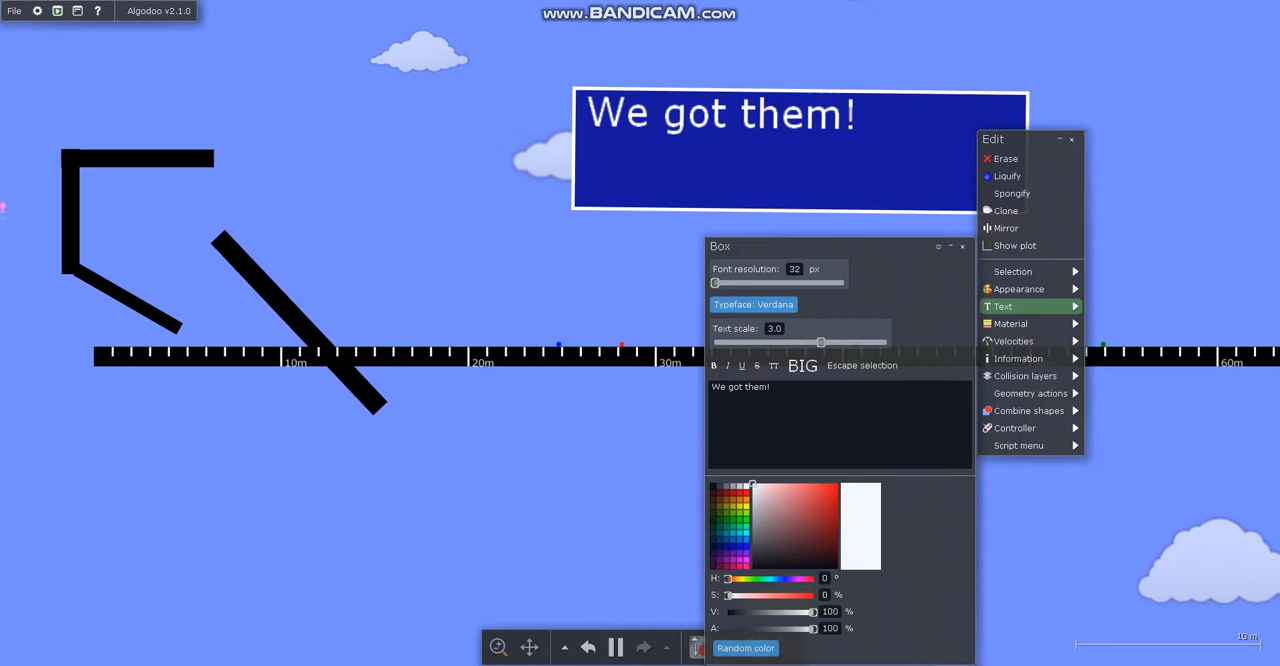 File
?
Algodoo v2.1.0
www.BANDICAM.com
We got them!
Edit
Erase
Liquify
Spongify
Clone
Mirror
Show plot
Selection
Appearance
Text
Material
Velocities
Information
Collision layers
Geometry actions
Combine shapes
Controller
Script menu
Box
Font resolution: 32 px
Typeface: Verdana
Text scale: 3.0
B I U S TT BIG Escape selection
We got them!
H: 0 °
S: 0 %
V: 100 %
A: 100 %
Random color
10m
20m
30m
60m
10 m